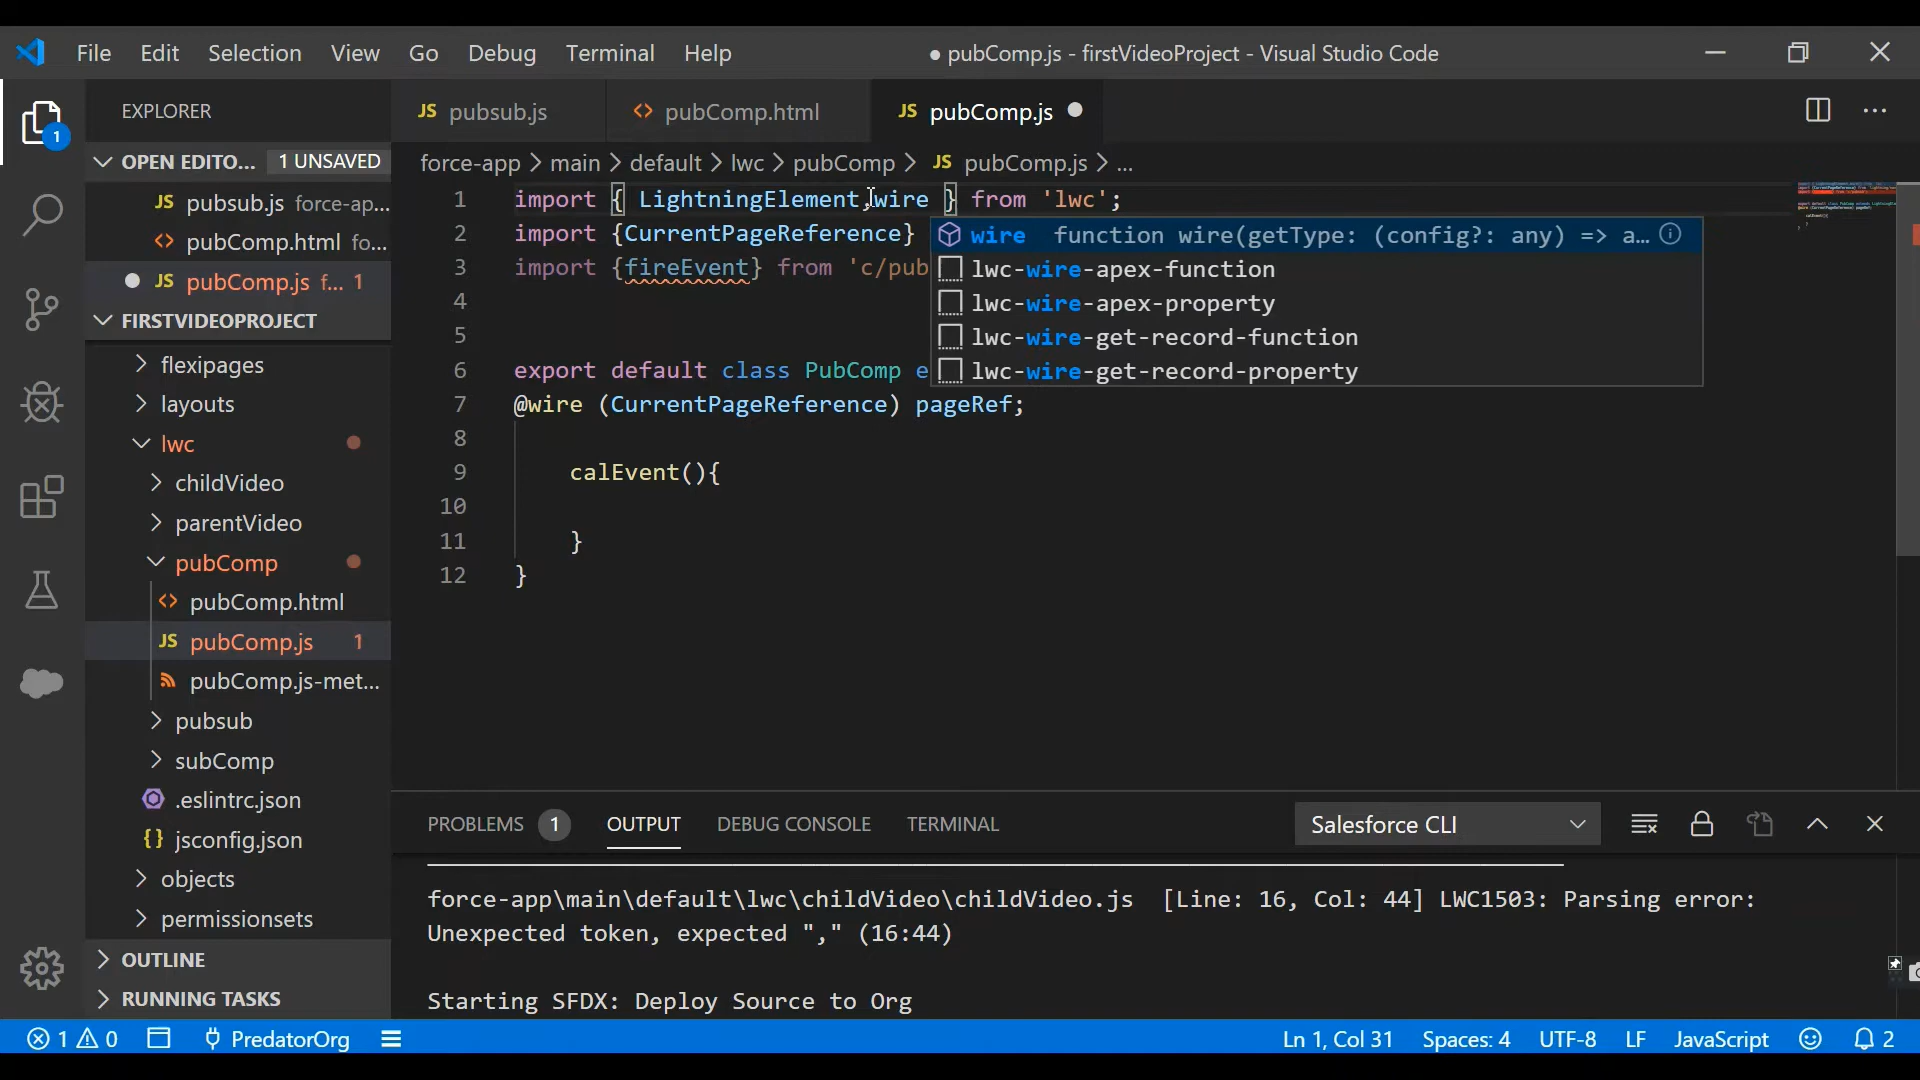 File Edit Selection View Go Debug Terminal Help
● pubComp.js - firstVideoProject - Visual Studio Code
EXPLORER
1
OPEN EDITO... 1 UNSAVED
JS pubsub.js force-ap...
<> pubComp.html fo...
● JS pubComp.js f... 1
FIRSTVIDEOPROJECT
flexipages
layouts
lwc
childVideo
parentVideo
pubComp
<> pubComp.html
JS pubComp.js 1
pubComp.js-met...
pubsub
subComp
.eslintrc.json
{} jsconfig.json
objects
permissionsets
OUTLINE
RUNNING TASKS
JS pubsub.js <> pubComp.html JS pubComp.js ●
force-app > main > default > lwc > pubComp > JS pubComp.js > ...
1 import { LightningElement,wire } from 'lwc';
2 import {CurrentPageReference}
3 import {fireEvent} from 'c/pub
4
5
6 export default class PubComp e
7 @wire (CurrentPageReference) pageRef;
8
9 calEvent(){
10
11 }
12 }
wire function wire(getType: (config?: any) => a...
lwc-wire-apex-function
lwc-wire-apex-property
lwc-wire-get-record-function
lwc-wire-get-record-property
PROBLEMS 1 OUTPUT DEBUG CONSOLE TERMINAL
Salesforce CLI
force-app\main\default\lwc\childVideo\childVideo.js [Line: 16, Col: 44] LWC1503: Parsing error:
Unexpected token, expected "," (16:44)
Starting SFDX: Deploy Source to Org
1 0 PredatorOrg
Ln 1, Col 31 Spaces: 4 UTF-8 LF JavaScript 2